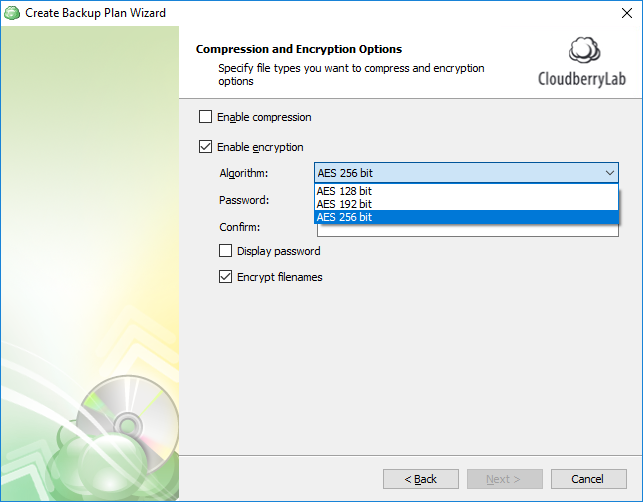 Create Backup Plan Wizard
Compression and Encryption Options
Specify file types you want to compress and encryption
options
CloudberryLab
Enable compression
Enable encryption
Algorithm:
AES 256 bit
AES 128 bit
Password:
AES 192 bit
AES 256 bit
Confirm:
Display password
Encrypt filenames
< Back
Next >
Cancel